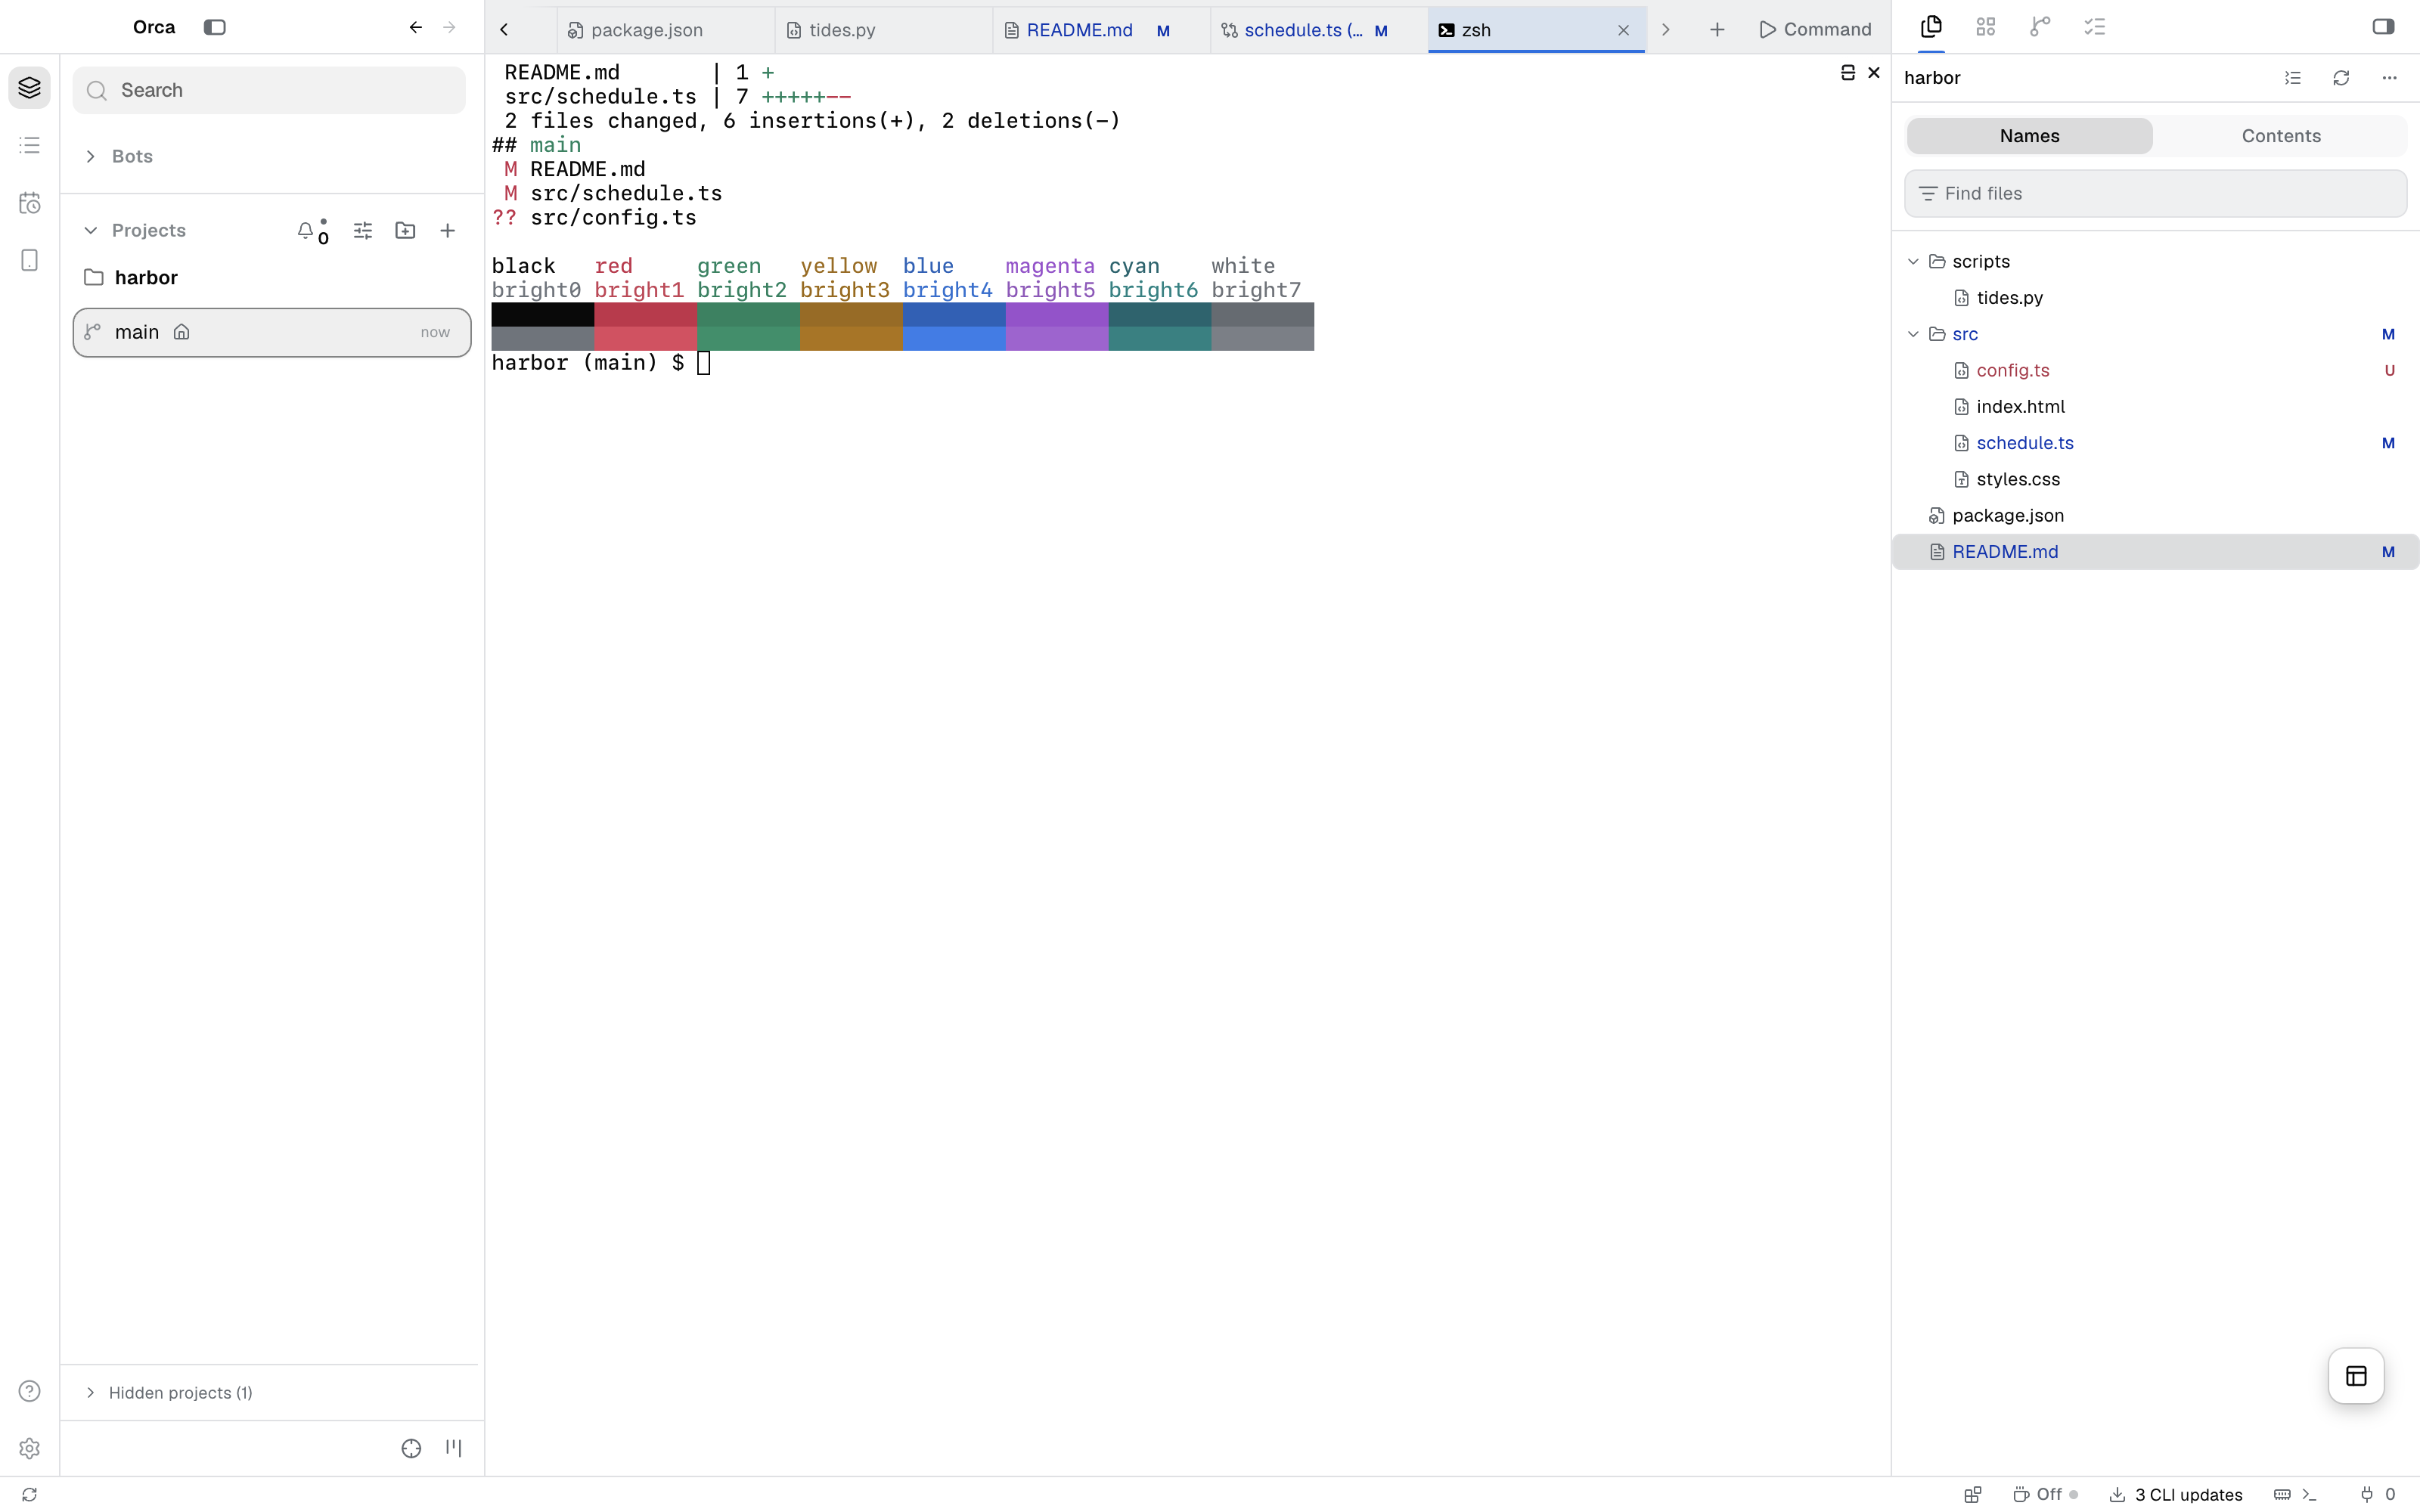 Orca
package.json
tides.py
README.md M
schedule.ts (... M
zsh
Command
Search
Bots
Projects
0
harbor
main
now
Hidden projects (1)
README.md | 1 +
src/schedule.ts | 7 +++++--
2 files changed, 6 insertions(+), 2 deletions(-)
## main
M README.md
M src/schedule.ts
?? src/config.ts
black red green yellow blue magenta cyan white
bright0 bright1 bright2 bright3 bright4 bright5 bright6 bright7
harbor (main) $
harbor
Names Contents
Find files
scripts
tides.py
src M
config.ts U
index.html
schedule.ts M
styles.css
package.json
README.md M
Off
3 CLI updates
0